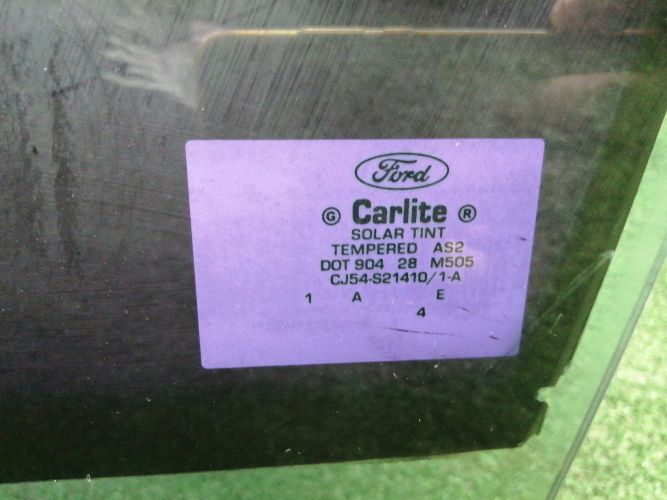 Ford
G Carlite R
SOLAR TINT
TEMPERED AS2
DOT 904 28 M505
CJ54-S21410/1-A
1 A E
4